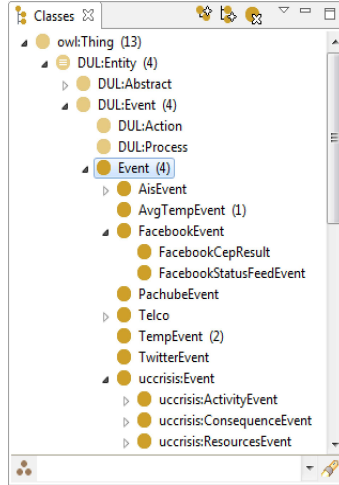 Classes
owl:Thing (13)
DUL:Entity (4)
DUL:Abstract
DUL:Event (4)
DUL:Action
DUL:Process
Event (4)
AisEvent
AvgTempEvent (1)
FacebookEvent
FacebookCepResult
FacebookStatusFeedEvent
PachubeEvent
Telco
TempEvent (2)
TwitterEvent
uccrisis:Event
uccrisis:ActivityEvent
uccrisis:ConsequenceEvent
uccrisis:ResourcesEvent